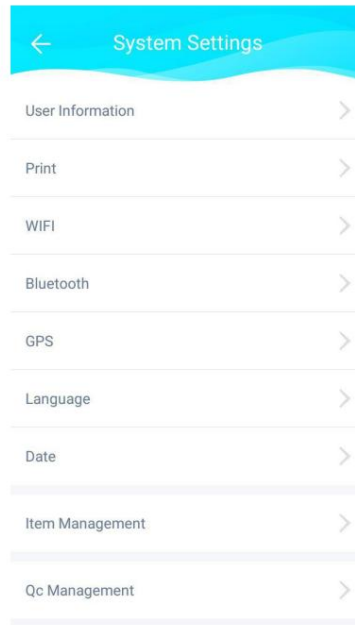 System Settings
User Information
Print
WIFI
Bluetooth
GPS
Language
Date
Item Management
Qc Management